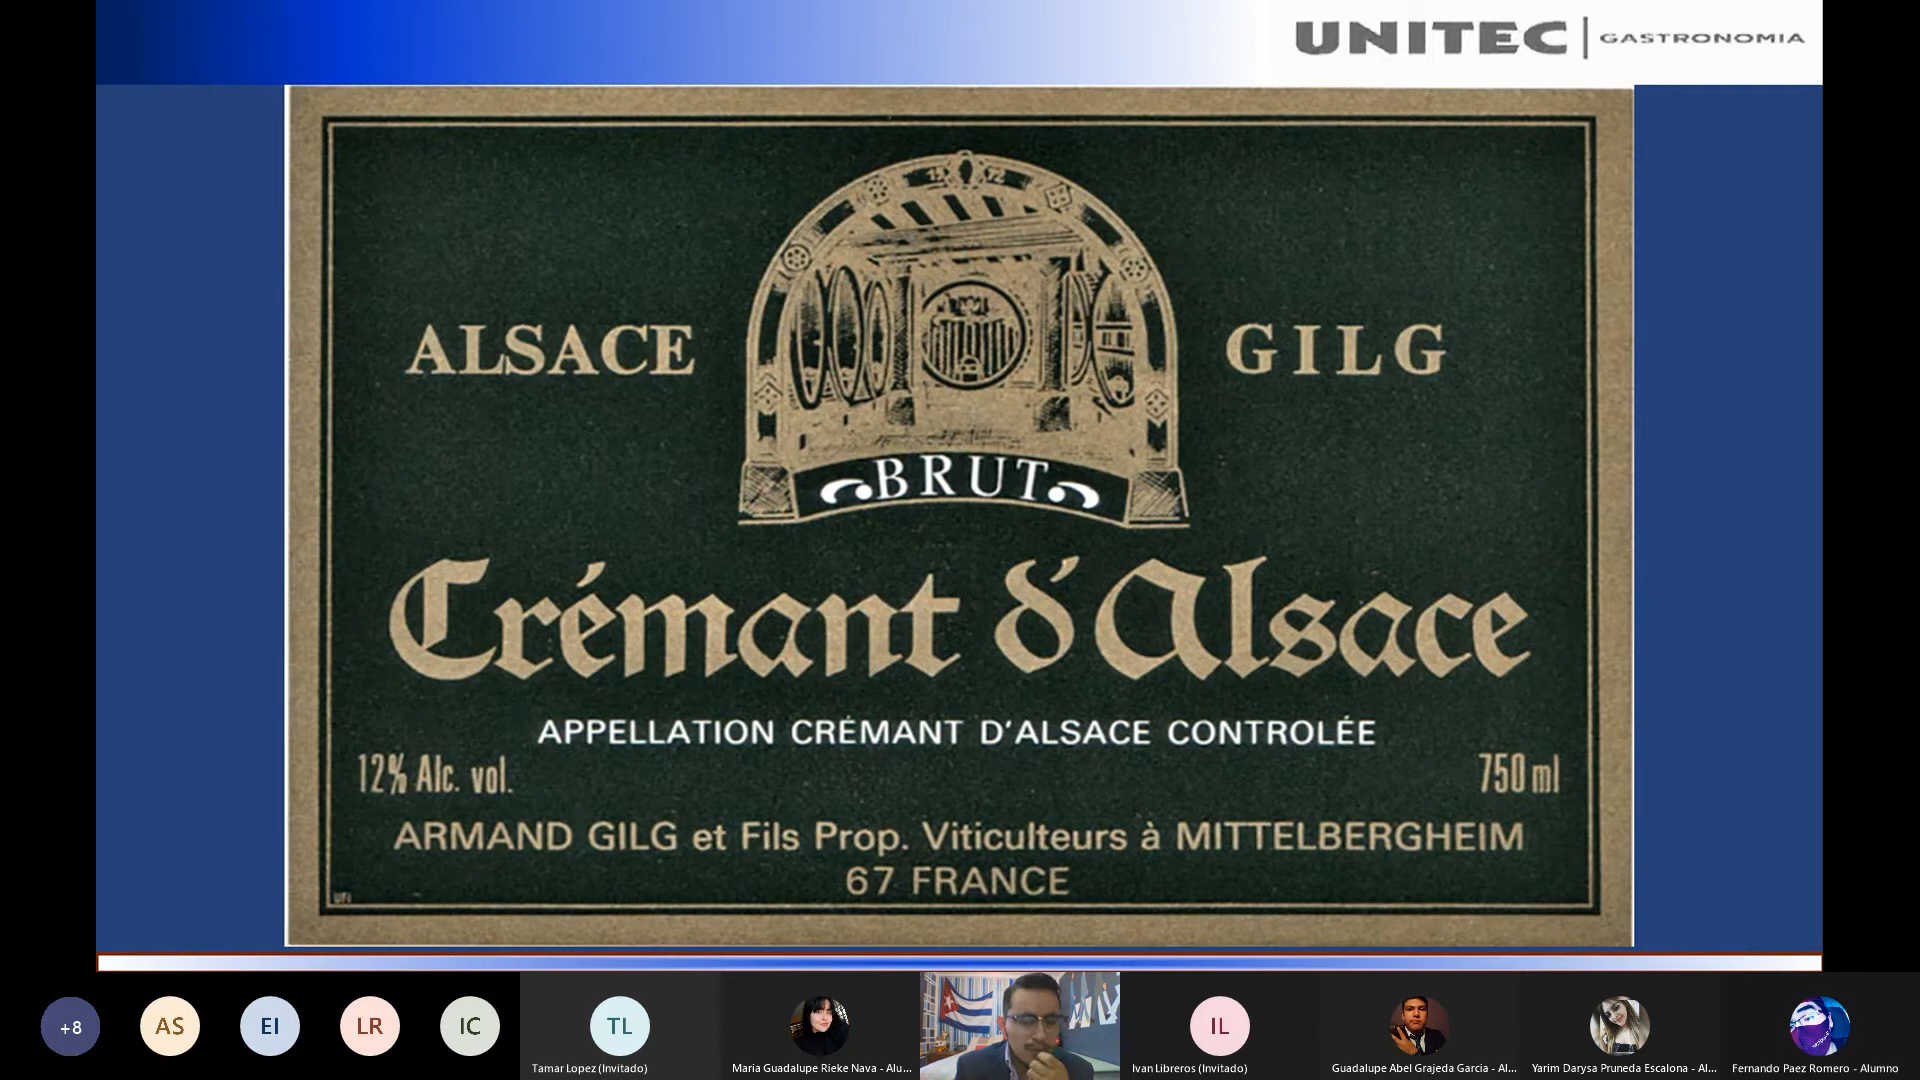 UNITEC | GASTRONOMIA
ALSACE
GILG
BRUT
Crémant d'Alsace
APPELLATION CRÉMANT D'ALSACE CONTROLÉE
12% Alc. vol.
750 ml
ARMAND GILG et Fils Prop. Viticulteurs à MITTELBERGHEIM
67 FRANCE
+8
AS
EI
LR
IC
TL
IL
Tamar Lopez (Invitado)
Maria Guadalupe Rieke Nava - Alu...
Ivan Libreros (Invitado)
Guadalupe Abel Grajeda Garcia - Al...
Yarim Darysa Pruneda Escalona - Al...
Fernando Paez Romero - Alumno